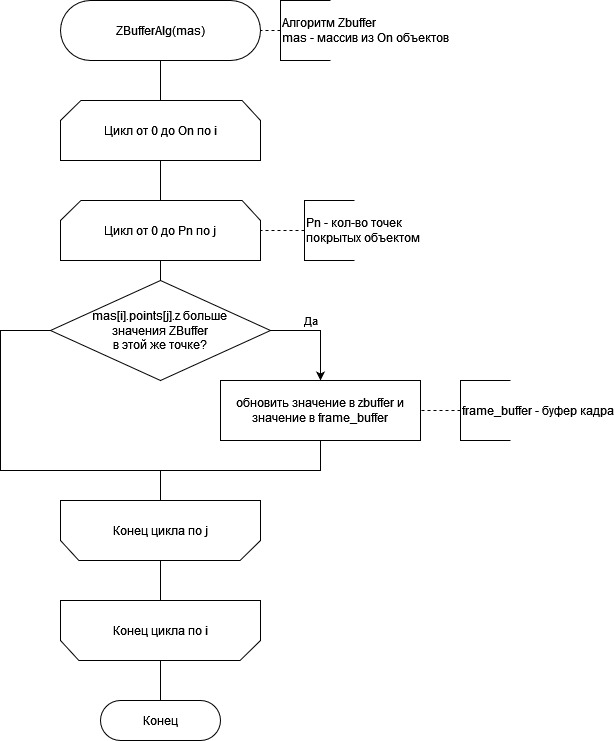 ZBufferAlg(mas)
Алгоритм Zbuffer
mas - массив из On объектов
Цикл от 0 до On по i
Цикл от 0 до Pn по j
Pn - кол-во точек
покрытых объектом
mas[i].points[j].z больше
значения ZBuffer
в этой же точке?
Да
обновить значение в zbuffer и
значение в frame_buffer
frame_buffer - буфер кадра
Конец цикла по j
Конец цикла по i
Конец